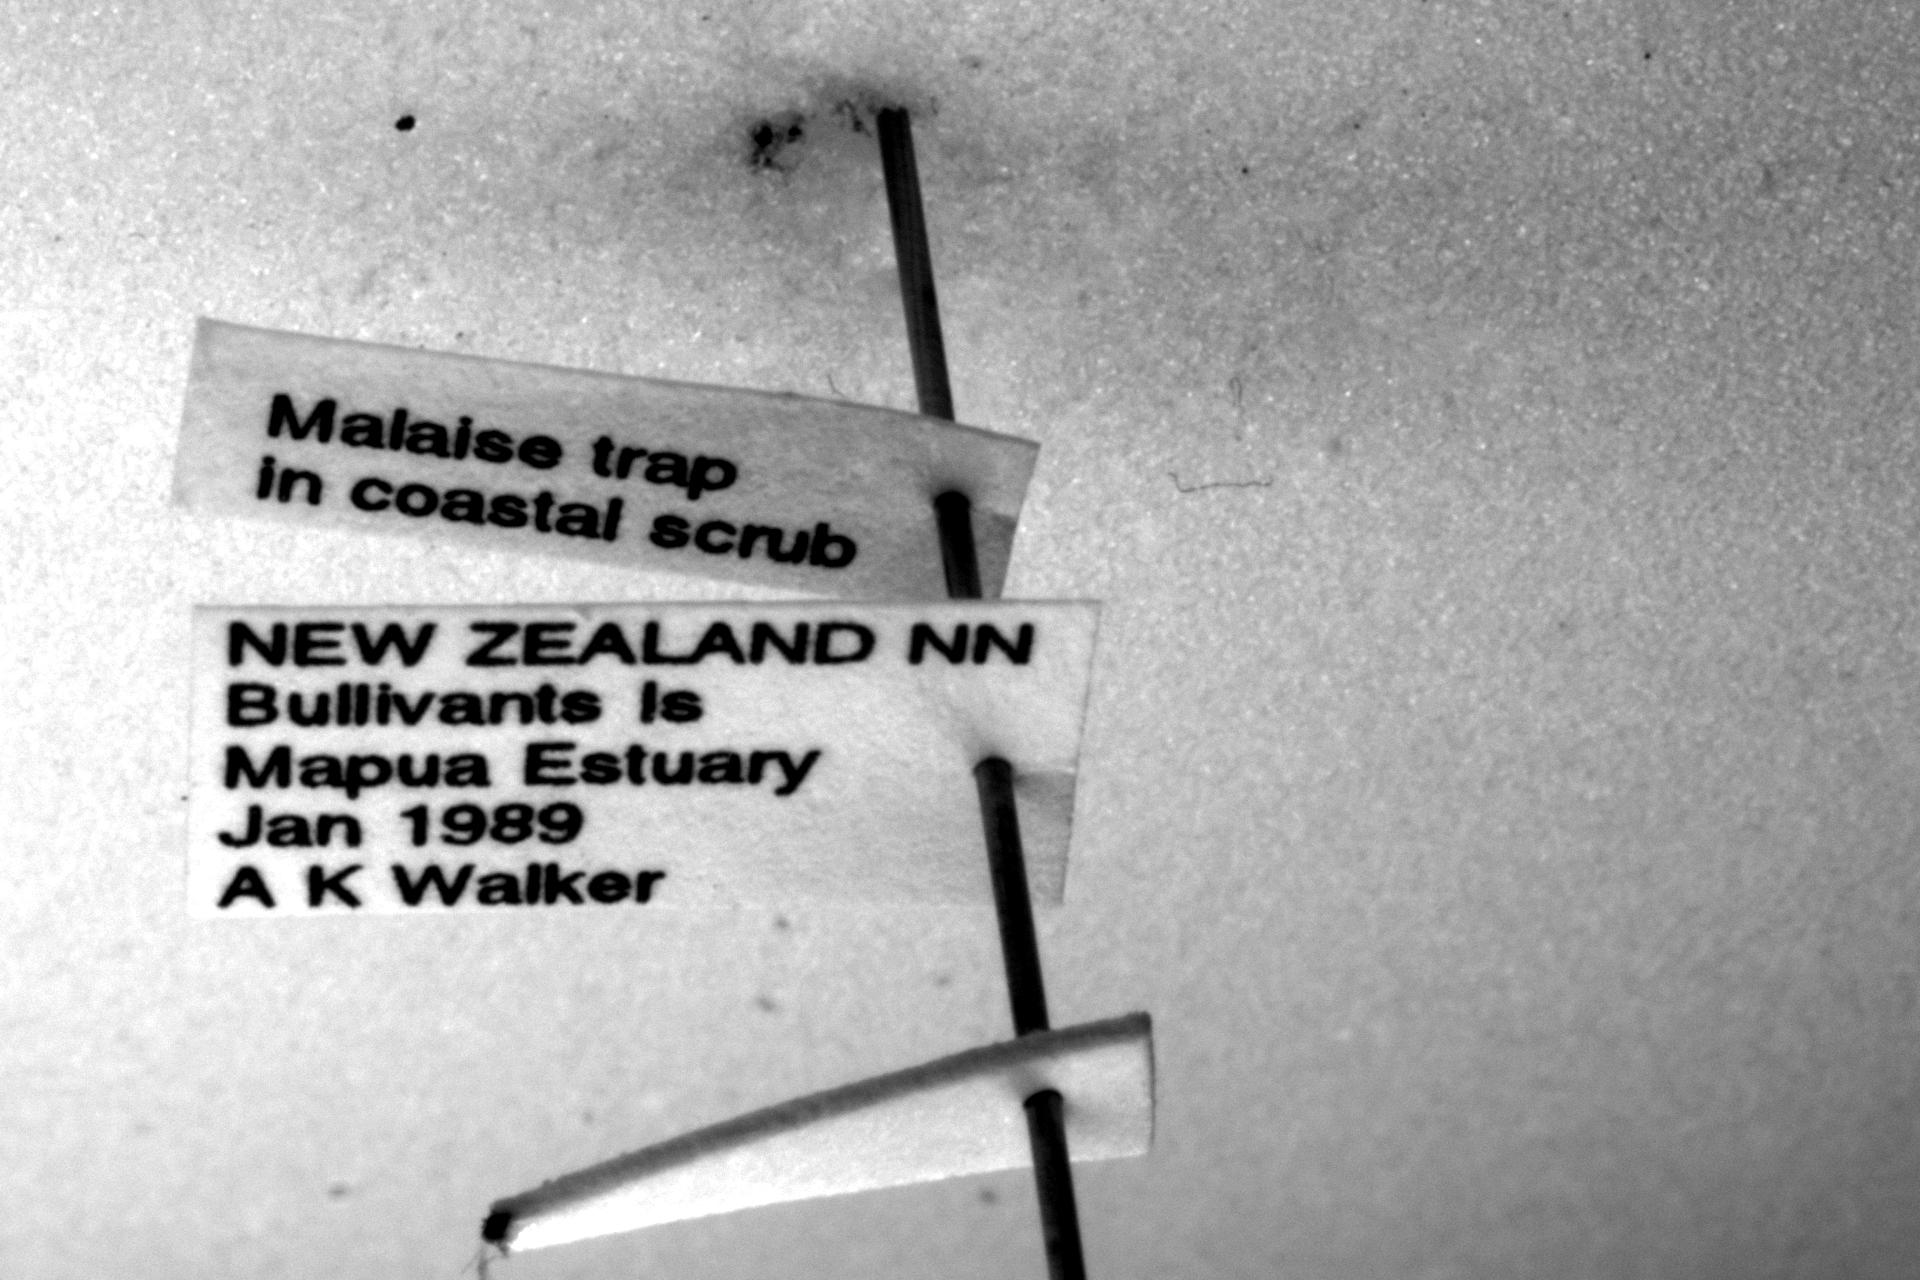 Malaise trap
in coastal scrub
NEW ZEALAND NN
Bullivants Is
Mapua Estuary
Jan 1989
A K Walker